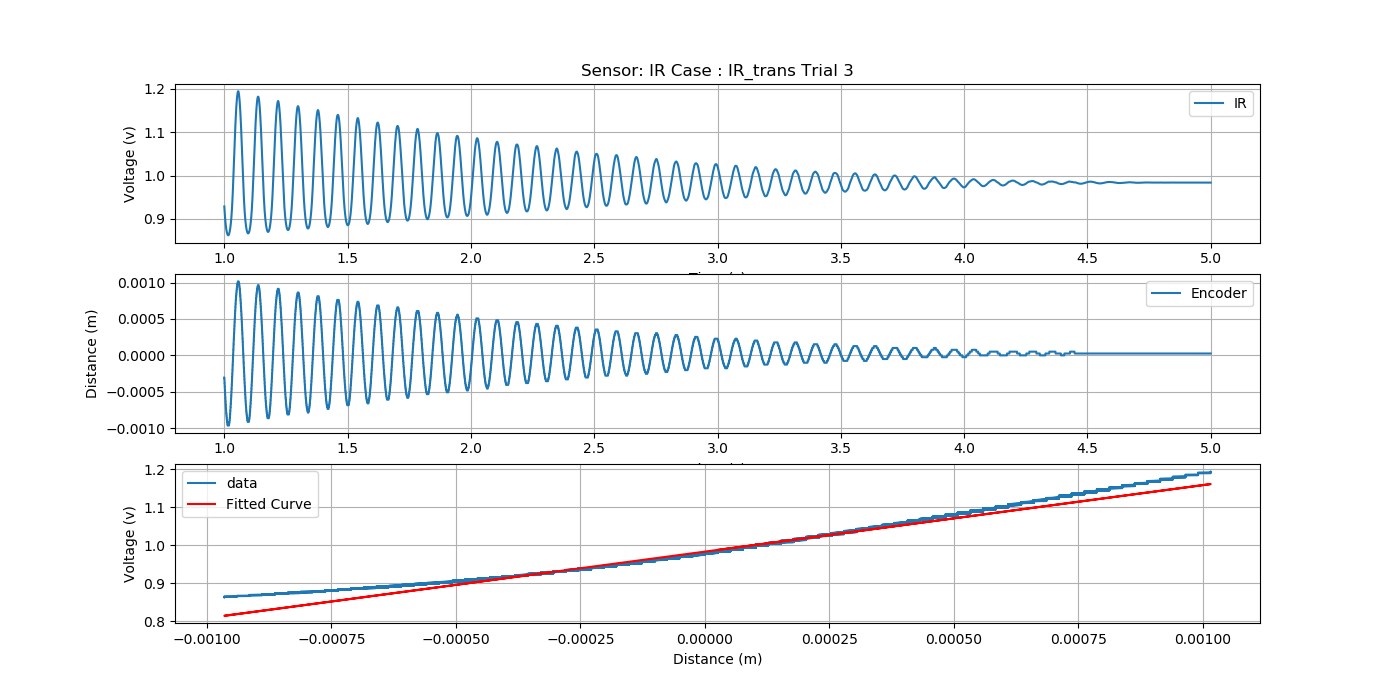 Sensor: IR Case : IR_trans Trial 3
Voltage (v)
1.2
1.1
1.0
0.9
IR
1.0 1.5 2.0 2.5 3.0 3.5 4.0 4.5 5.0
Distance (m)
0.0010
0.0005
0.0000
−0.0005
−0.0010
Encoder
1.0 1.5 2.0 2.5 3.0 3.5 4.0 4.5 5.0
Voltage (v)
1.2
1.1
1.0
0.9
0.8
data
Fitted Curve
−0.00100 −0.00075 −0.00050 −0.00025 0.00000 0.00025 0.00050 0.00075 0.00100
Distance (m)